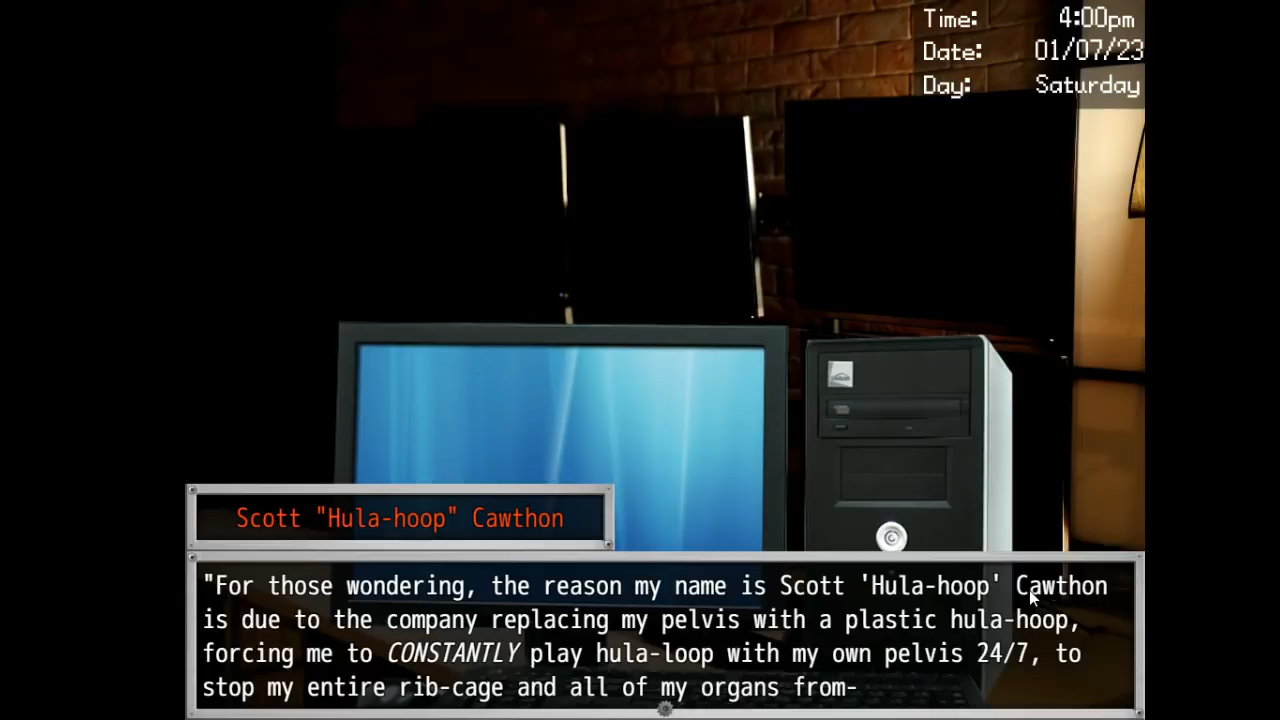 Time: 4:00pm
Date: 01/07/23
Day: Saturday
Scott "Hula-hoop" Cawthon
"For those wondering, the reason my name is Scott 'Hula-hoop' Cawthon
is due to the company replacing my pelvis with a plastic hula-hoop,
forcing me to CONSTANTLY play hula-loop with my own pelvis 24/7, to
stop my entire rib-cage and all of my organs from-